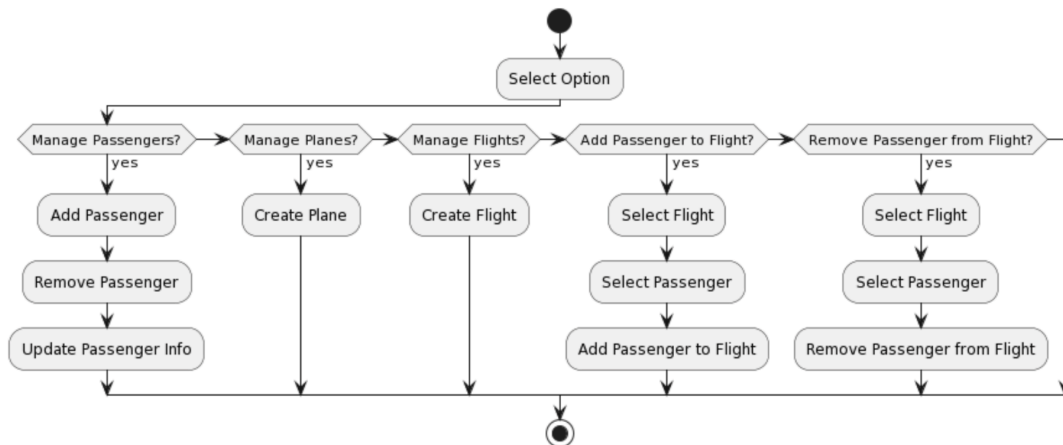 Select Option
Manage Passengers?
Manage Planes?
Manage Flights?
Add Passenger to Flight?
Remove Passenger from Flight?
yes
yes
yes
yes
yes
Add Passenger
Create Plane
Create Flight
Select Flight
Select Flight
Remove Passenger
Select Passenger
Select Passenger
Update Passenger Info
Add Passenger to Flight
Remove Passenger from Flight